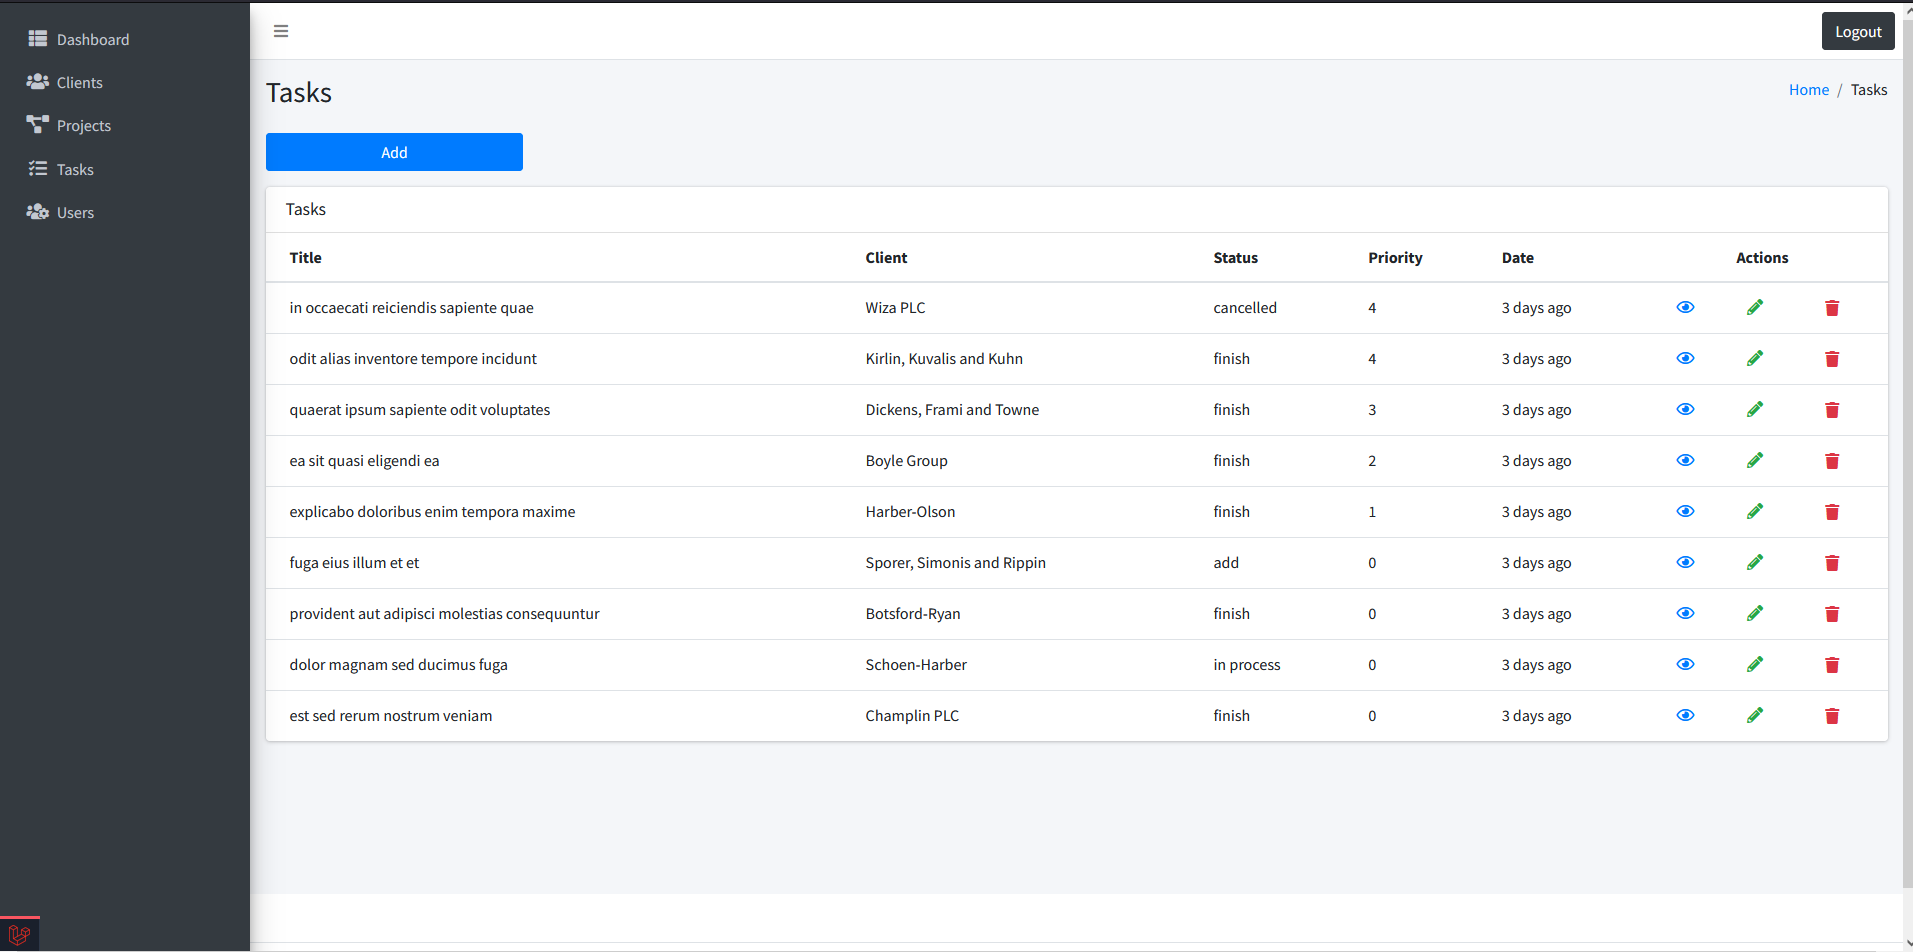 Dashboard
Clients
Projects
Tasks
Users
Logout
Tasks
Home / Tasks
Add
Tasks
Title Client Status Priority Date Actions
in occaecati reiciendis sapiente quae Wiza PLC cancelled 4 3 days ago
odit alias inventore tempore incidunt Kirlin, Kuvalis and Kuhn finish 4 3 days ago
quaerat ipsum sapiente odit voluptates Dickens, Frami and Towne finish 3 3 days ago
ea sit quasi eligendi ea Boyle Group finish 2 3 days ago
explicabo doloribus enim tempora maxime Harber-Olson finish 1 3 days ago
fuga eius illum et et Sporer, Simonis and Rippin add 0 3 days ago
provident aut adipisci molestias consequuntur Botsford-Ryan finish 0 3 days ago
dolor magnam sed ducimus fuga Schoen-Harber in process 0 3 days ago
est sed rerum nostrum veniam Champlin PLC finish 0 3 days ago